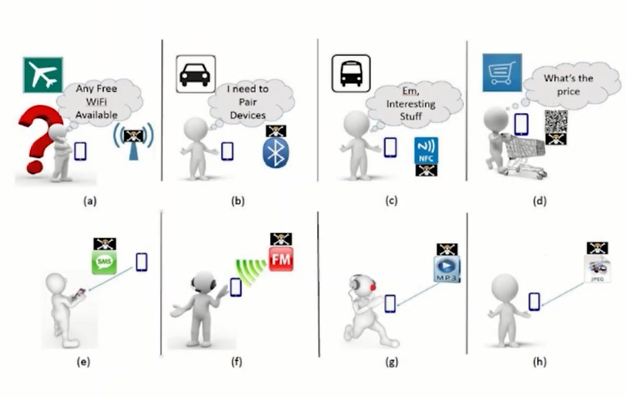 Any Free
WiFi
Available
I need to
Pair
Devices
Em,
Interesting
Stuff
What's the
price
NFC
(a)
(b)
(c)
(d)
SMS
FM
MP3
JPEG
(e)
(f)
(g)
(h)